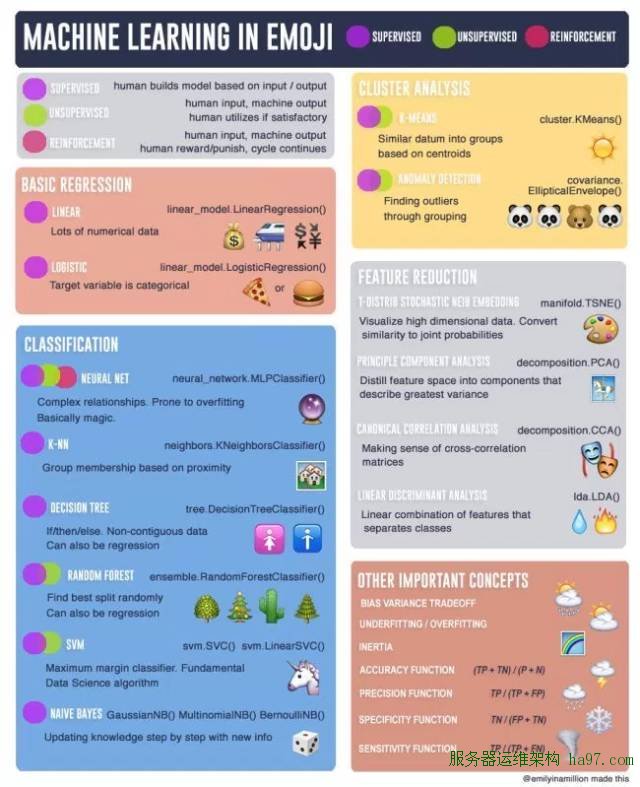 MACHINE LEARNING IN EMOJI
SUPERVISED
UNSUPERVISED
REINFORCEMENT
SUPERVISED
human builds model based on input / output
UNSUPERVISED
human input, machine output
human utilizes if satisfactory
REINFORCEMENT
human input, machine output
human reward/punish, cycle continues
BASIC REGRESSION
LINEAR
linear_model.LinearRegression()
Lots of numerical data
LOGISTIC
linear_model.LogisticRegression()
Target variable is categorical
or
CLASSIFICATION
NEURAL NET
neural_network.MLPClassifier()
Complex relationships. Prone to overfitting
Basically magic.
K-NN
neighbors.KNeighborsClassifier()
Group membership based on proximity
DECISION TREE
tree.DecisionTreeClassifier()
If/then/else. Non-contiguous data
Can also be regression
RANDOM FOREST
ensemble.RandomForestClassifier()
Find best split randomly
Can also be regression
SVM
svm.SVC() svm.LinearSVC()
Maximum margin classifier. Fundamental
Data Science algorithm
NAIVE BAYES
GaussianNB() MultinomialNB() BernoulliNB()
Updating knowledge step by step with new info
CLUSTER ANALYSIS
K-MEANS
cluster.KMeans()
Similar datum into groups
based on centroids
ANOMALY DETECTION
covariance.
EllipticalEnvelope()
Finding outliers
through grouping
FEATURE REDUCTION
T-DISTRIB STOCHASTIC NEIB EMBEDDING
manifold.TSNE()
Visualize high dimensional data. Convert
similarity to joint probabilities
PRINCIPLE COMPONENT ANALYSIS
decomposition.PCA()
Distill feature space into components that
describe greatest variance
CANONICAL CORRELATION ANALYSIS
decomposition.CCA()
Making sense of cross-correlation
matrices
LINEAR DISCRIMINANT ANALYSIS
lda.LDA()
Linear combination of features that
separates classes
OTHER IMPORTANT CONCEPTS
BIAS VARIANCE TRADEOFF
UNDERFITTING / OVERFITTING
INERTIA
ACCURACY FUNCTION (TP + TN) / (P + N)
PRECISION FUNCTION TP / (TP + FP)
SPECIFICITY FUNCTION TN / (FP + TN)
SENSITIVITY FUNCTION TP / (TP + FN)
服务器运维架构 ha97.com
@emilyinamillion made this